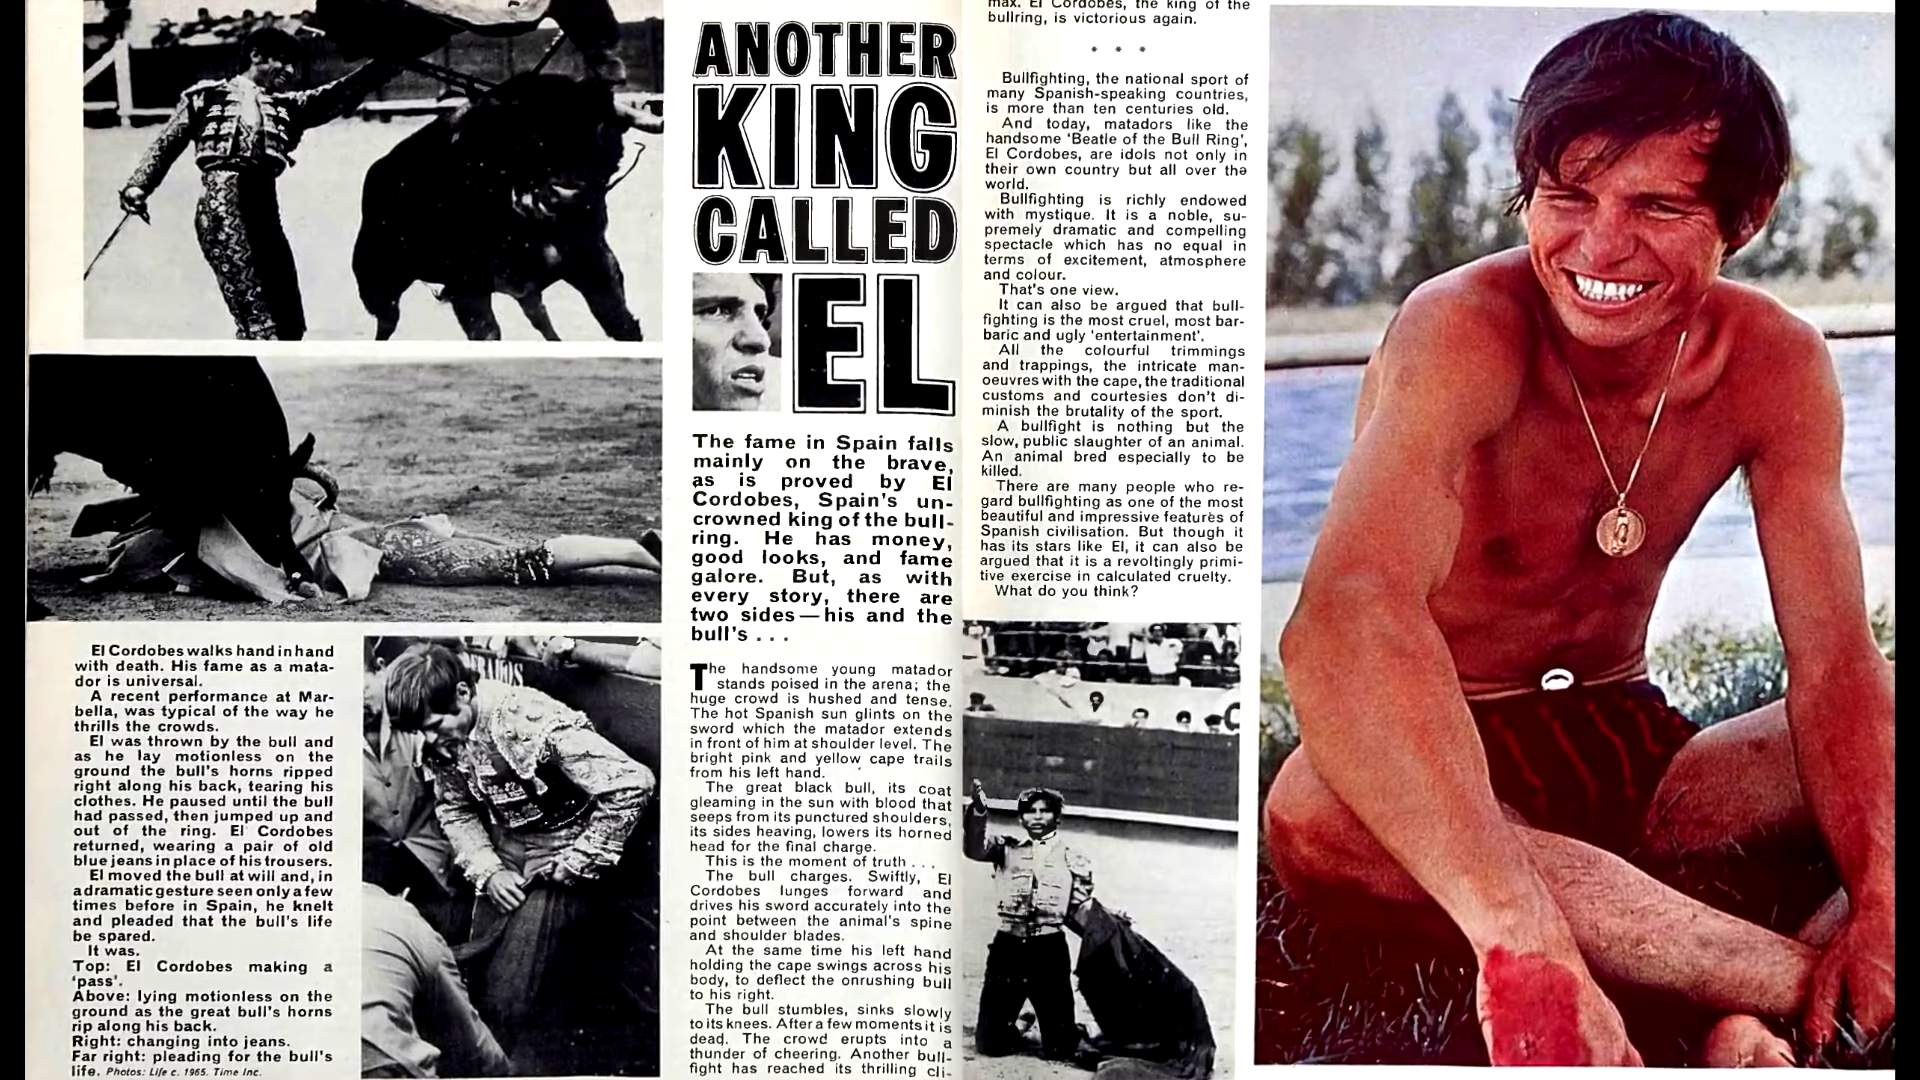 ANOTHER
KING
CALLED
EL
The fame in Spain falls
mainly on the brave,
as is proved by El
Cordobes, Spain's un-
crowned king of the bull-
ring. He has money,
good looks, and fame
galore. But, as with
every story, there are
two sides—his and the
bull's . . .
The handsome young matador
stands poised in the arena; the
huge crowd is hushed and tense.
The hot Spanish sun glints on the
sword which the matador extends
in front of him at shoulder level. The
bright pink and yellow cape trails
from his left hand.
The great black bull, its coat
gleaming in the sun with blood that
seeps from its punctured shoulders,
its sides heaving, lowers its horned
head for the final charge.
This is the moment of truth . . .
The bull charges. Swiftly, El
Cordobes lunges forward and
drives his sword accurately into the
point between the animal's spine
and shoulder blades.
At the same time his left hand
holding the cape swings across his
body, to deflect the onrushing bull
to his right.
The bull stumbles, sinks slowly
to its knees. After a few moments it is
dead. The crowd erupts into a
thunder of cheering. Another bull-
fight has reached its thrilling cli-
max. El Cordobes, the king of the
bullring, is victorious again.
* * *
Bullfighting, the national sport of
many Spanish-speaking countries,
is more than ten centuries old.
And today, matadors like the
handsome 'Beatle of the Bull Ring',
El Cordobes, are idols not only in
their own country but all over the
world.
Bullfighting is richly endowed
with mystique. It is a noble, su-
premely dramatic and compelling
spectacle which has no equal in
terms of excitement, atmosphere
and colour.
That's one view.
It can also be argued that bull-
fighting is the most cruel, most bar-
baric and ugly 'entertainment'.
All the colourful trimmings
and trappings, the intricate man-
oeuvres with the cape, the traditional
customs and courtesies don't di-
minish the brutality of the sport.
A bullfight is nothing but the
slow, public slaughter of an animal.
An animal bred especially to be
killed.
There are many people who re-
gard bullfighting as one of the most
beautiful and impressive features of
Spanish civilisation. But though it
has its stars like El, it can also be
argued that it is a revoltingly primi-
tive exercise in calculated cruelty.
What do you think?
El Cordobes walks hand in hand
with death. His fame as a mata-
dor is universal.
A recent performance at Mar-
bella, was typical of the way he
thrills the crowds.
El was thrown by the bull and
as he lay motionless on the
ground the bull's horns ripped
right along his back, tearing his
clothes. He paused until the bull
had passed, then jumped up and
out of the ring. El Cordobes
returned, wearing a pair of old
blue jeans in place of his trousers.
El moved the bull at will and, in
a dramatic gesture seen only a few
times before in Spain, he knelt
and pleaded that the bull's life
be spared.
It was.
Top: El Cordobes making a
'pass'.
Above: lying motionless on the
ground as the great bull's horns
rip along his back.
Right: changing into jeans.
Far right: pleading for the bull's
life. Photos: Life c. 1965. Time Inc.